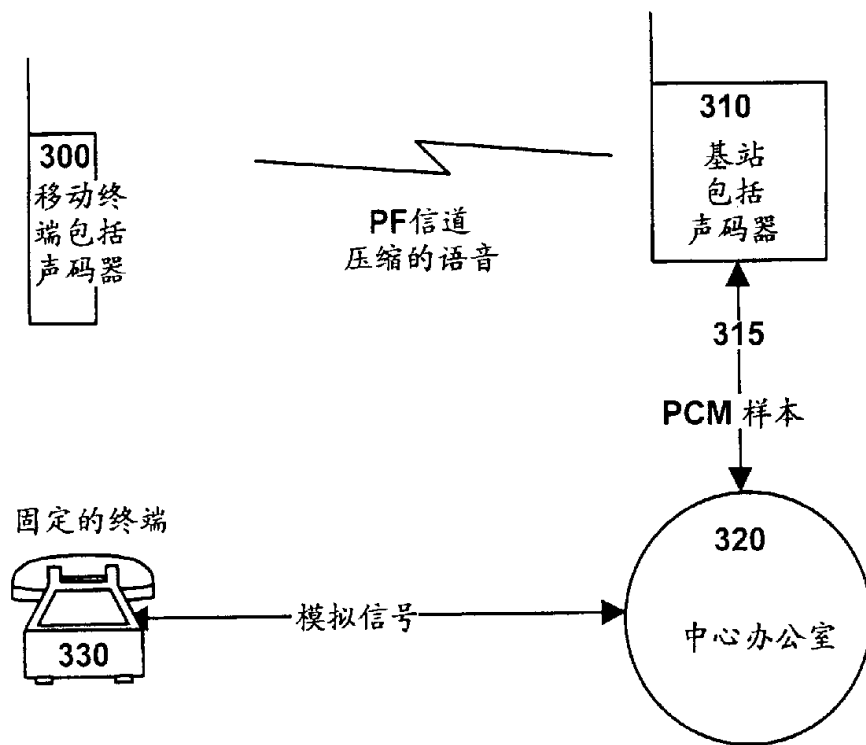 300
移动终
端包括
声码器
PF信道
压缩的语音
310
基站
包括
声码器
315
PCM 样本
固定的终端
330
模拟信号
320
中心办公室